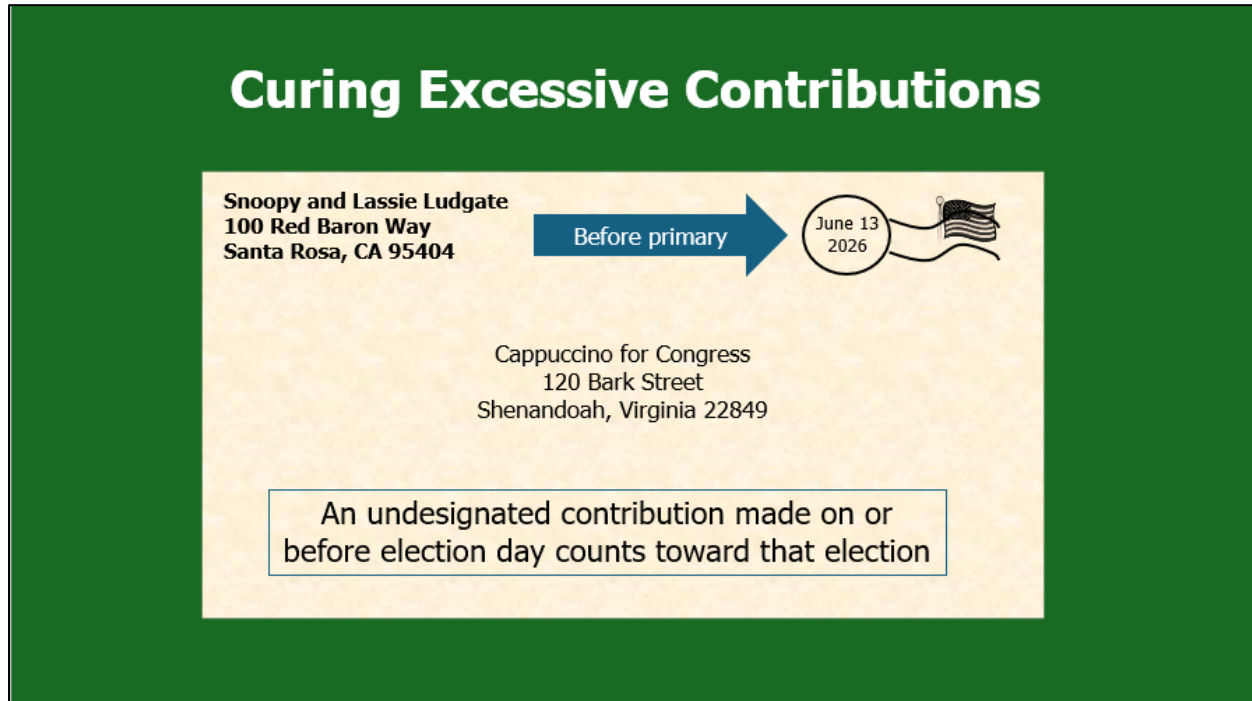 Curing Excessive Contributions
Snoopy and Lassie Ludgate
100 Red Baron Way
Santa Rosa, CA 95404
Before primary
June 13
2026
Cappuccino for Congress
120 Bark Street
Shenandoah, Virginia 22849
An undesignated contribution made on or
before election day counts toward that election